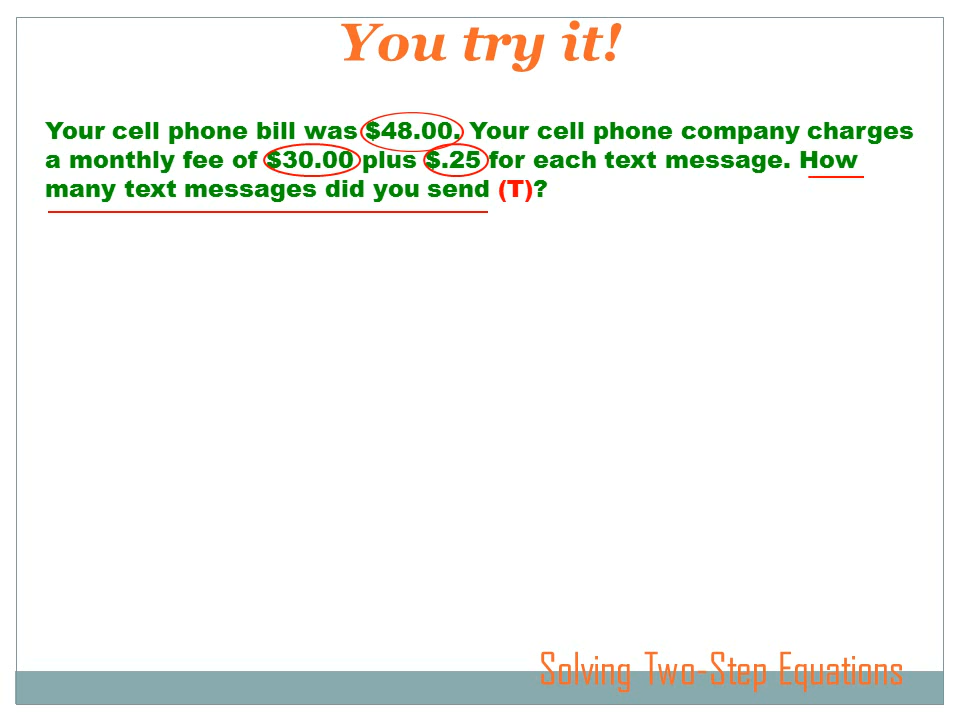 You try it!
Your cell phone bill was $48.00. Your cell phone company charges
a monthly fee of $30.00 plus $.25 for each text message. How
many text messages did you send (T)?
Solving Two-Step Equations